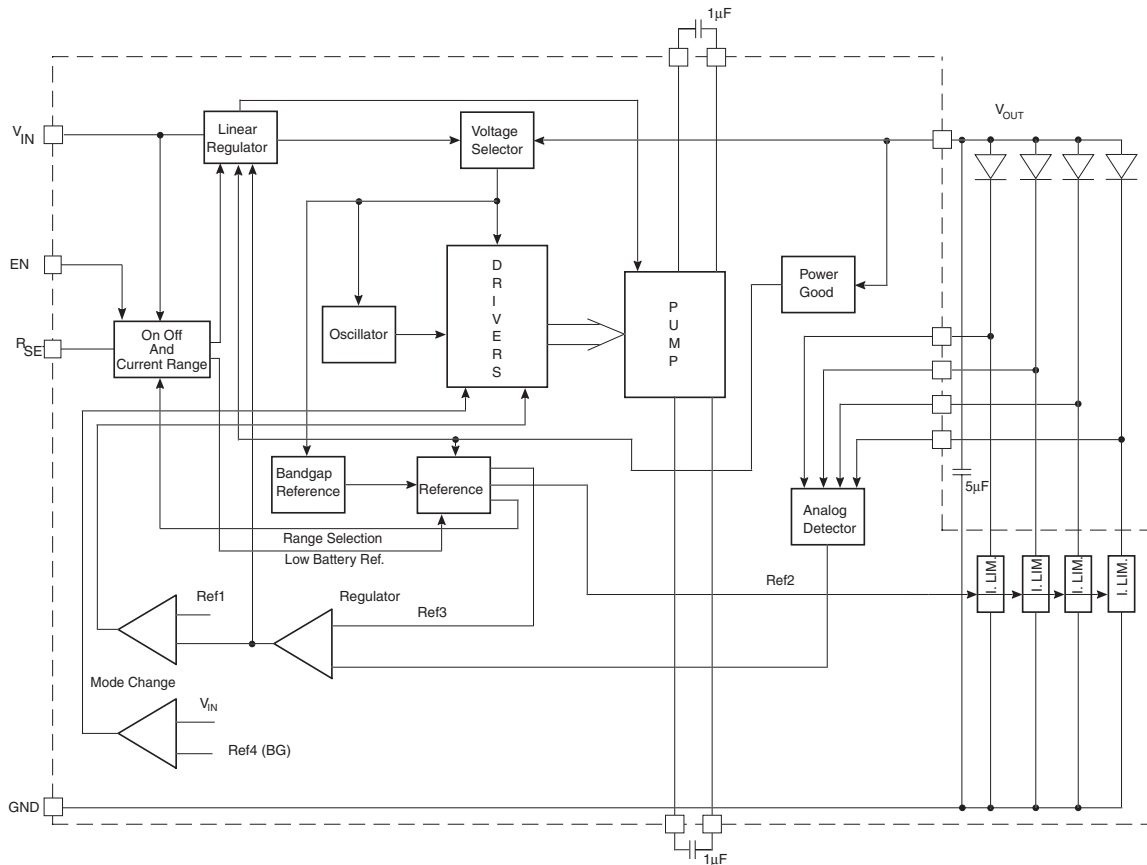 1µF
VIN
Linear
Regulator
Voltage
Selector
VOUT
EN
D
R
I
V
E
R
S
Power
Good
P
U
M
P
Oscillator
RSE
On Off
And
Current Range
Bandgap
Reference
Reference
5µF
Analog
Detector
Range Selection
Low Battery Ref.
I. LIM.
I. LIM
I. LIM.
I. LIM.
Ref2
Ref1
Regulator
Ref3
Mode Change
VIN
Ref4 (BG)
GND
1µF